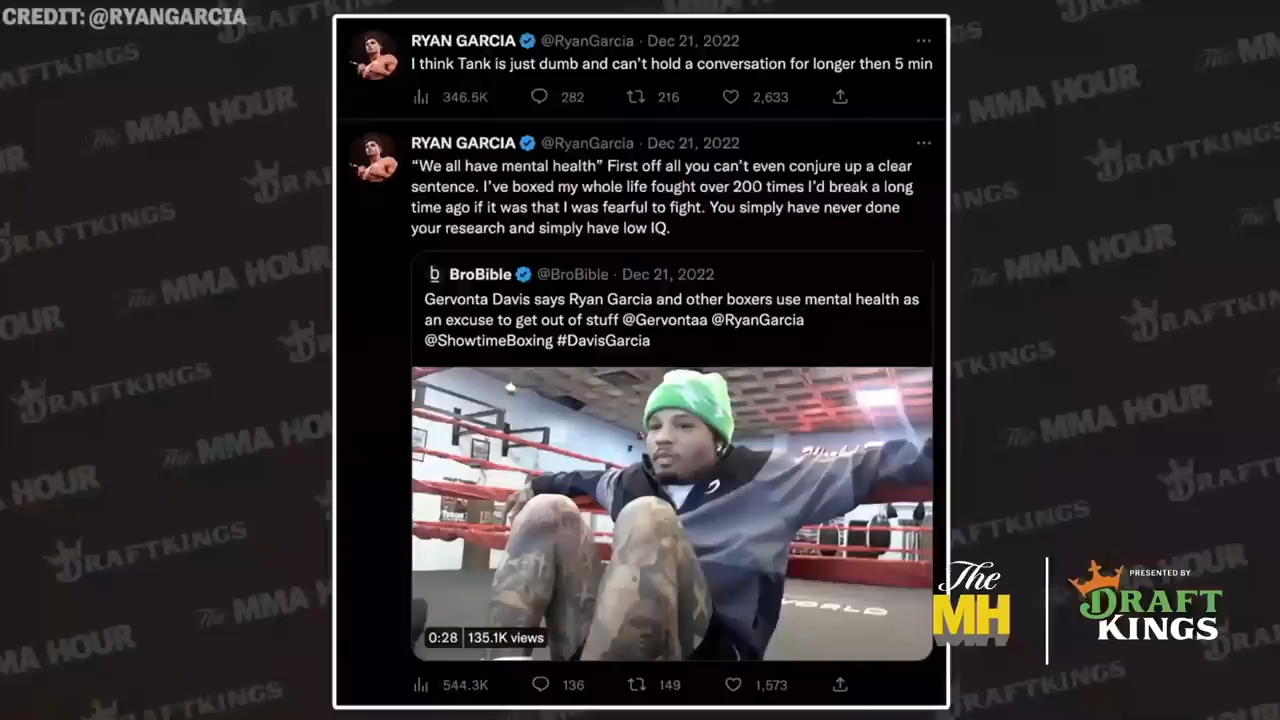 CREDIT: @RYANGARCIA
RYAN GARCIA @RyanGarcia · Dec 21, 2022
I think Tank is just dumb and can't hold a conversation for longer then 5 min
346.5K 282 216 2,633
RYAN GARCIA @RyanGarcia · Dec 21, 2022
“We all have mental health” First off all you can't even conjure up a clear
sentence. I've boxed my whole life fought over 200 times I'd break a long
time ago if it was that I was fearful to fight. You simply have never done
your research and simply have low IQ.
b BroBible @BroBible · Dec 21, 2022
Gervonta Davis says Ryan Garcia and other boxers use mental health as
an excuse to get out of stuff @Gervontaa @RyanGarcia
@ShowtimeBoxing #DavisGarcia
WORLD
0:28 135.1K views
544.3K 136 149 1,573
The
MH
PRESENTED BY
DRAFT
KINGS
The MMA HOUR
DRAFTKINGS